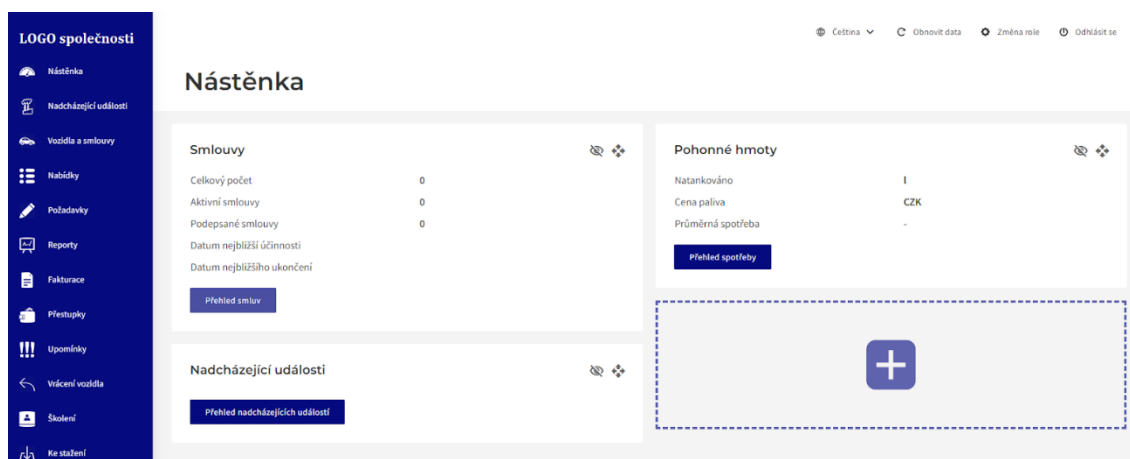 LOGO společnosti
Nástěnka
Nadcházející události
Vozidla a smlouvy
Nabídky
Požadavky
Reporty
Fakturace
Přestupky
Upomínky
Vrácení vozidla
Školení
Ke stažení
Čeština
Obnovit data
Změna role
Odhlásit se
Nástěnka
Smlouvy
Celkový počet 0
Aktivní smlouvy 0
Podepsané smlouvy 0
Datum nejbližší účinnosti
Datum nejbližšího ukončení
Přehled smluv
Nadcházející události
Přehled nadcházejících událostí
Pohonné hmoty
Natankováno l
Cena paliva CZK
Průměrná spotřeba -
Přehled spotřeby